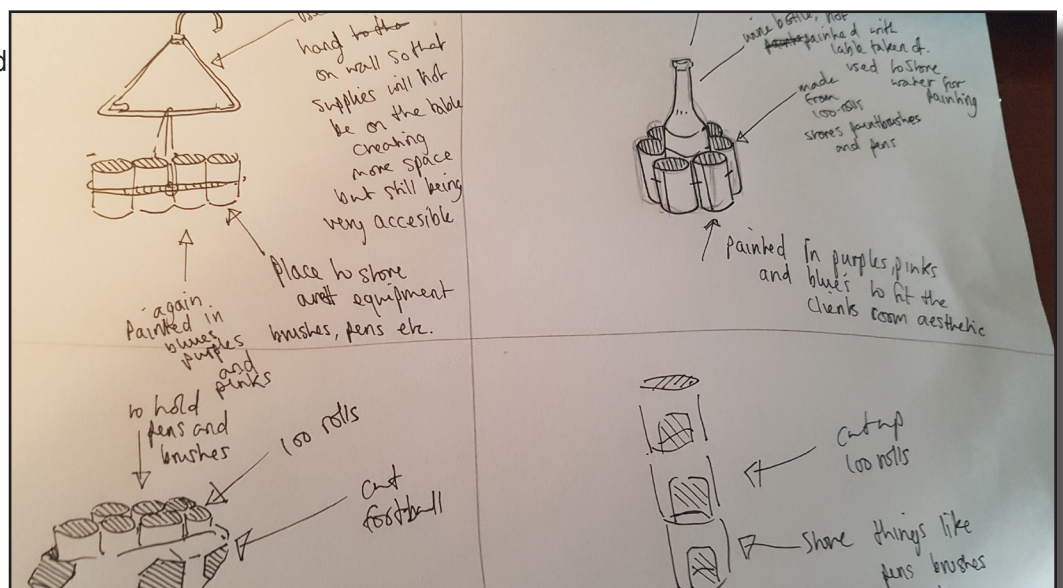 d
hang to the
on wall so that
supplies will not
be on the table
creating
more space
but still being
very accesible
Place to store
art equipment
brushes, pens etc.
again
Painted in
blues
purples
and
pinks
wine bottle, not
painhed with
lable taken of.
used to store
water for
Painting
made
from
loo rolls
stores paintbrushes
and pens
Painted In purples, pinks
and blue's to fit the
Clients room aesthetic
to hold
pens and
brushes
loo rolls
cut
football
cut up
loo rolls
store things like
pens brushes